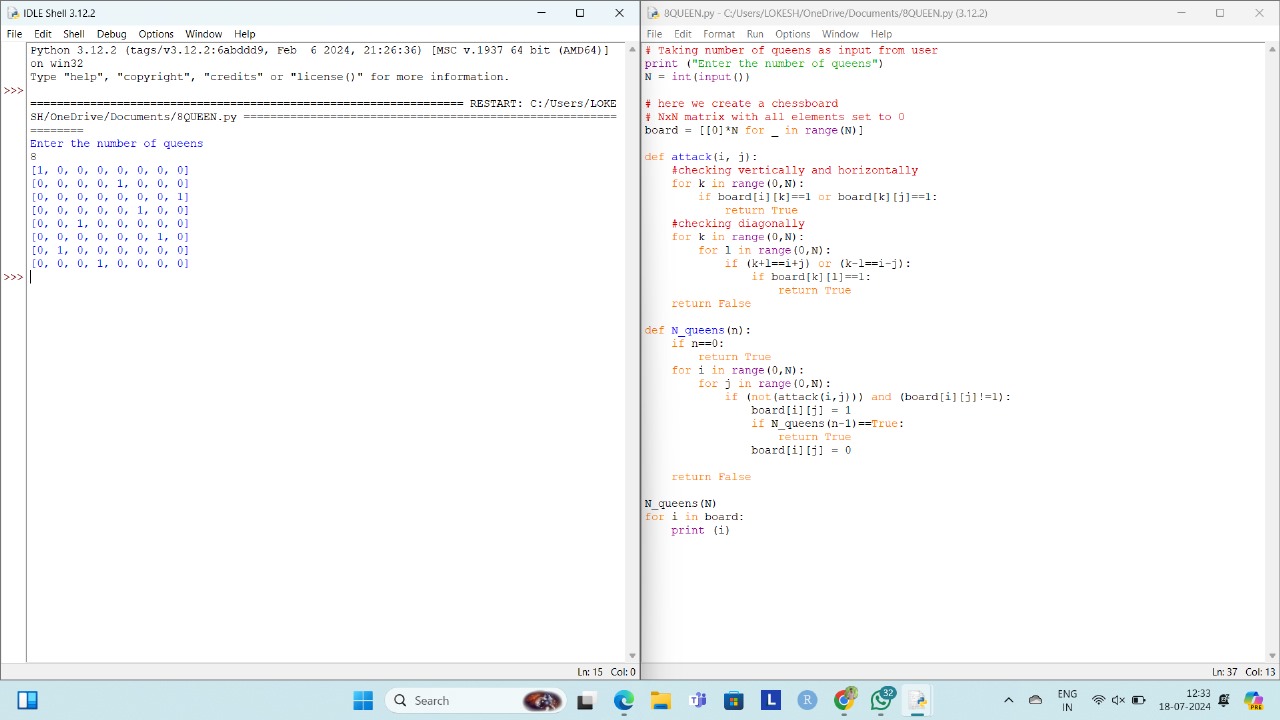 IDLE Shell 3.12.2
File Edit Shell Debug Options Window Help
Python 3.12.2 (tags/v3.12.2:6abddd9, Feb  6 2024, 21:26:36) [MSC v.1937 64 bit (AMD64)]
on win32
Type "help", "copyright", "credits" or "license()" for more information.
>>>
================================================================= RESTART: C:/Users/LOKE
SH/OneDrive/Documents/8QUEEN.py ========================================================
========
Enter the number of queens
8
[1, 0, 0, 0, 0, 0, 0, 0]
[0, 0, 0, 0, 1, 0, 0, 0]
[0, 0, 0, 0, 0, 0, 0, 1]
[0, 0, 0, 0, 0, 1, 0, 0]
[0, 0, 1, 0, 0, 0, 0, 0]
[0, 0, 0, 0, 0, 0, 1, 0]
[0, 1, 0, 0, 0, 0, 0, 0]
[0, 0, 0, 1, 0, 0, 0, 0]
>>>
Ln: 15 Col: 0
8QUEEN.py - C:/Users/LOKESH/OneDrive/Documents/8QUEEN.py (3.12.2)
File Edit Format Run Options Window Help
# Taking number of queens as input from user
print ("Enter the number of queens")
N = int(input())
# here we create a chessboard
# NxN matrix with all elements set to 0
board = [[0]*N for _ in range(N)]
def attack(i, j):
    #checking vertically and horizontally
    for k in range(0,N):
        if board[i][k]==1 or board[k][j]==1:
            return True
    #checking diagonally
    for k in range(0,N):
        for l in range(0,N):
            if (k+l==i+j) or (k-l==i-j):
                if board[k][l]==1:
                    return True
    return False
def N_queens(n):
    if n==0:
        return True
    for i in range(0,N):
        for j in range(0,N):
            if (not(attack(i,j))) and (board[i][j]!=1):
                board[i][j] = 1
                if N_queens(n-1)==True:
                    return True
                board[i][j] = 0
    return False
N_queens(N)
for i in board:
    print (i)
Ln: 37 Col: 13
Search
L
R
32
ENG
IN
12:33
18-07-2024
PRE